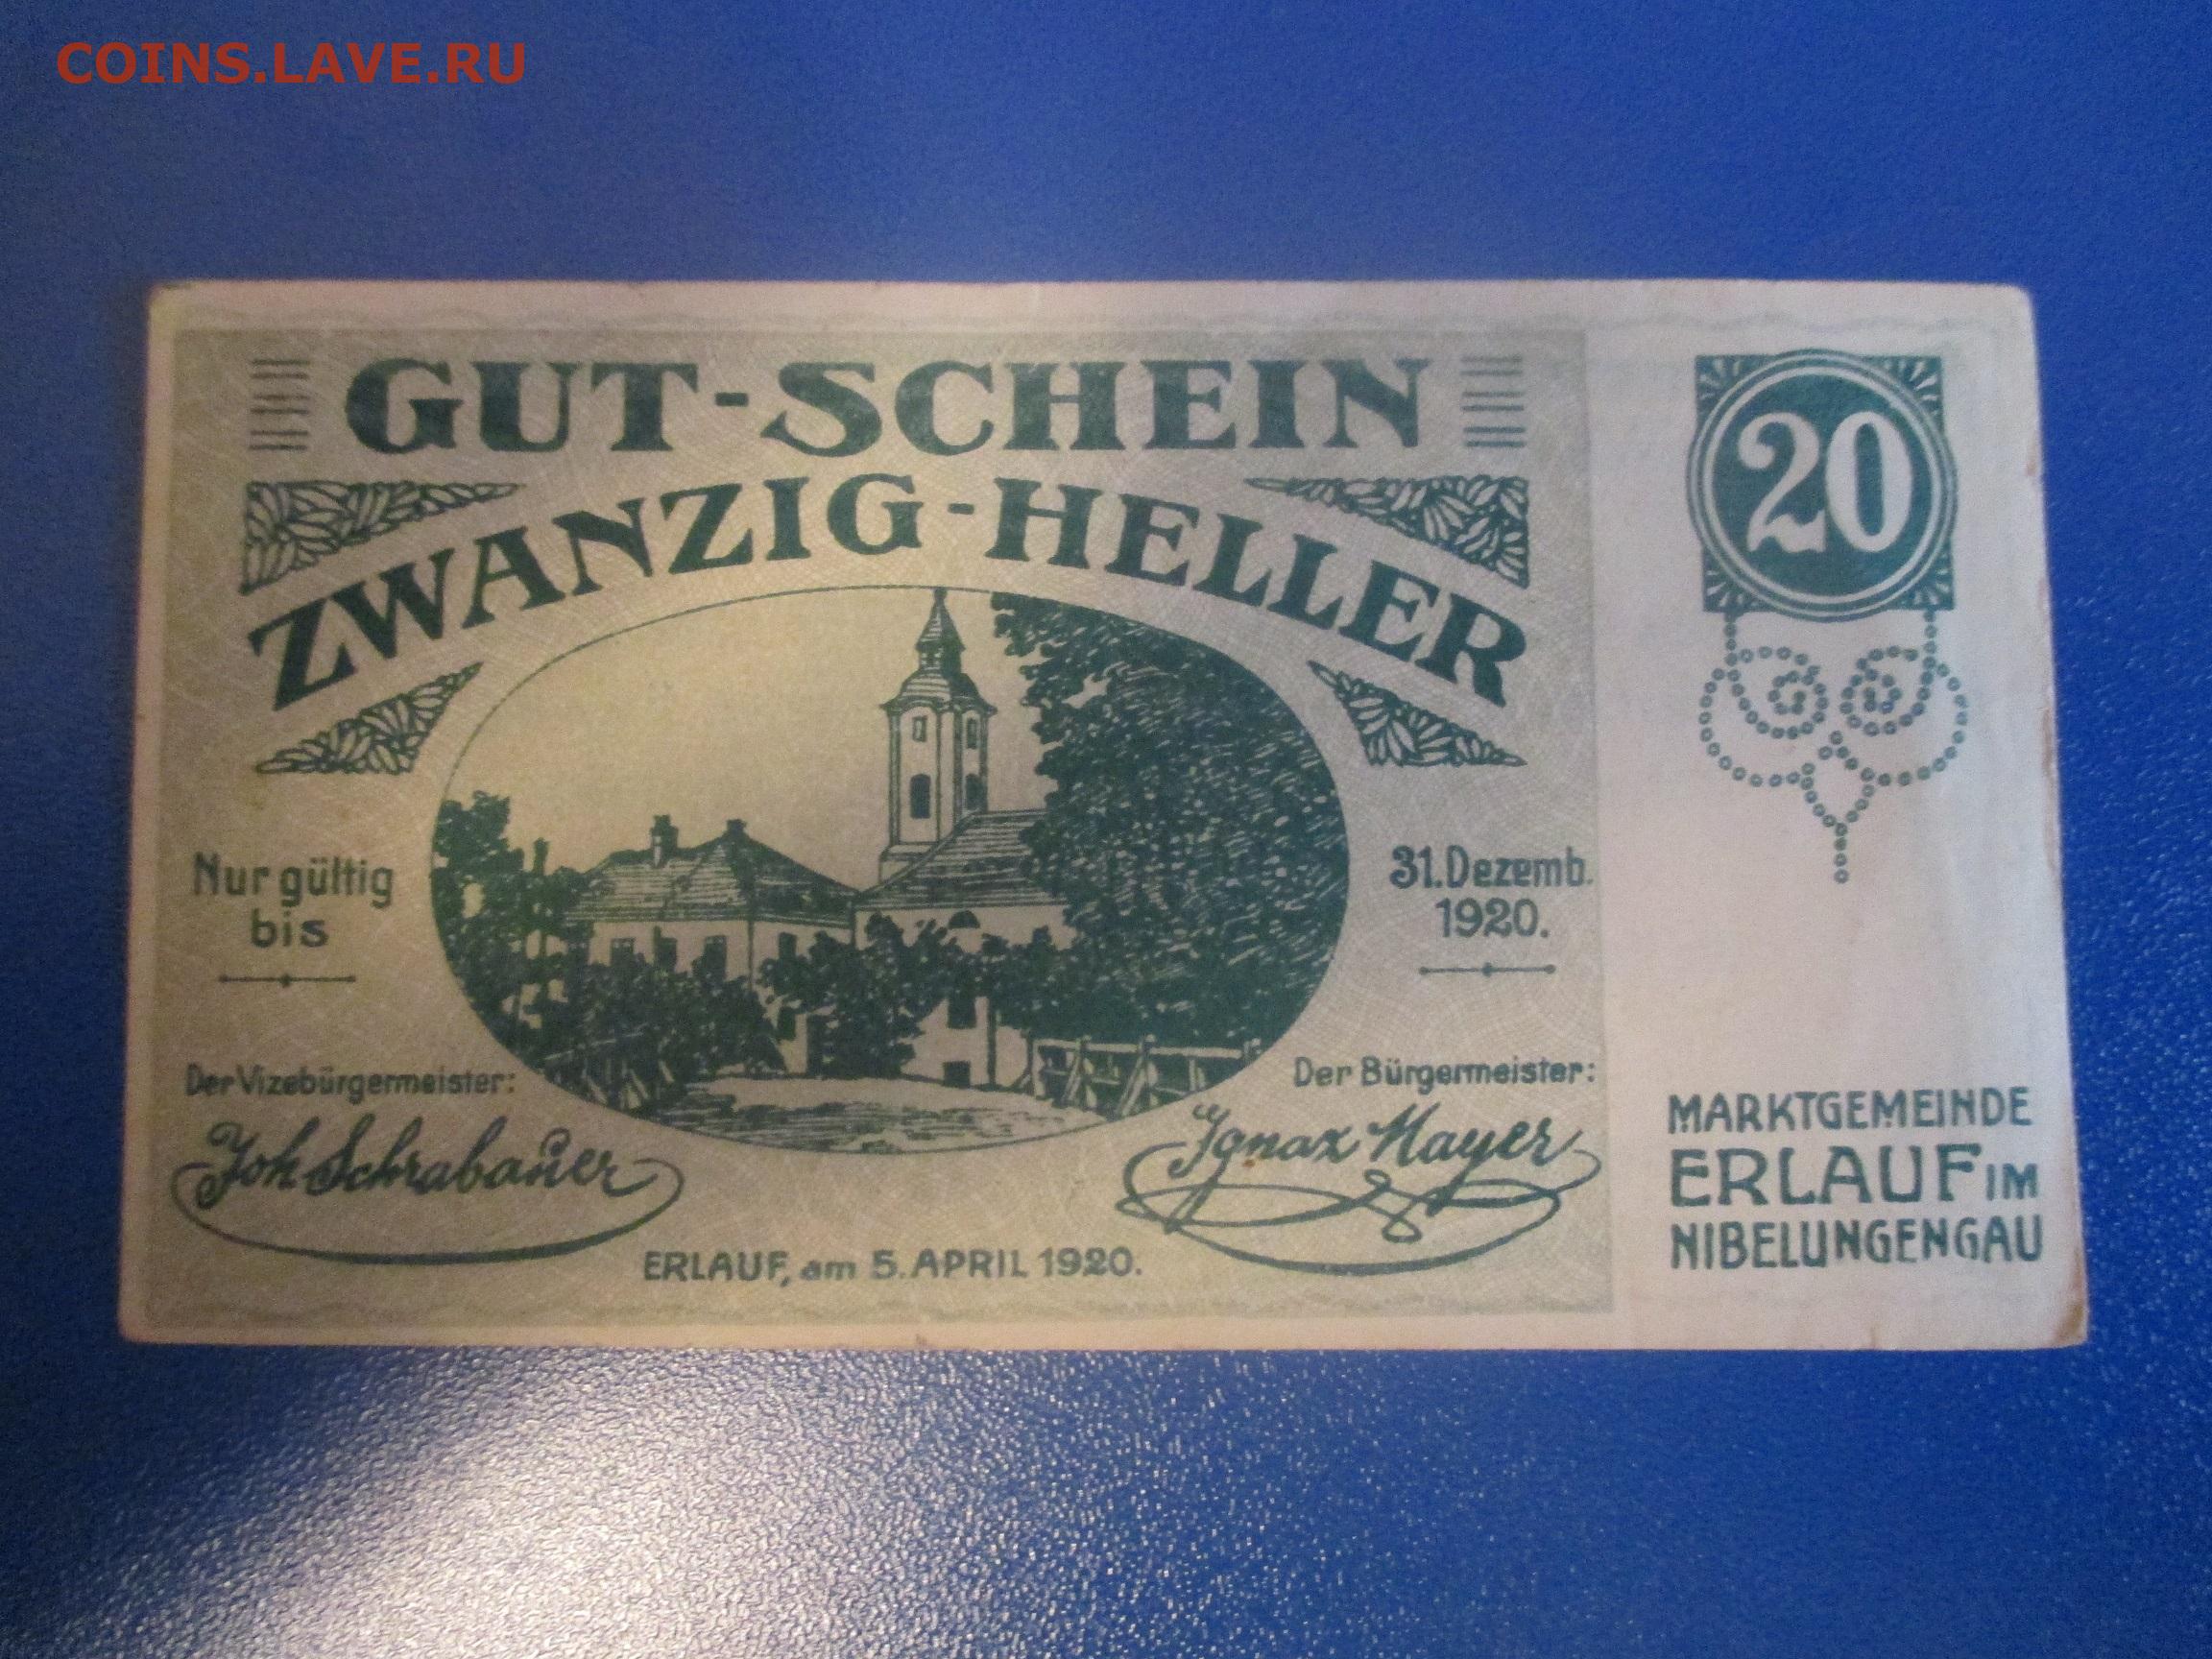 COINS.LAVE.RU
GUT-SCHEIN
ZWANZIG-HELLER
20
Nur gültig
bis
31. Dezemb.
1920.
Der Vizebürgermeister:
Joh Schrabauer
Der Bürgermeister:
Ignaz Mayer
ERLAUF, am 5. APRIL 1920.
MARKTGEMEINDE
ERLAUF IM
NIBELUNGENGAU